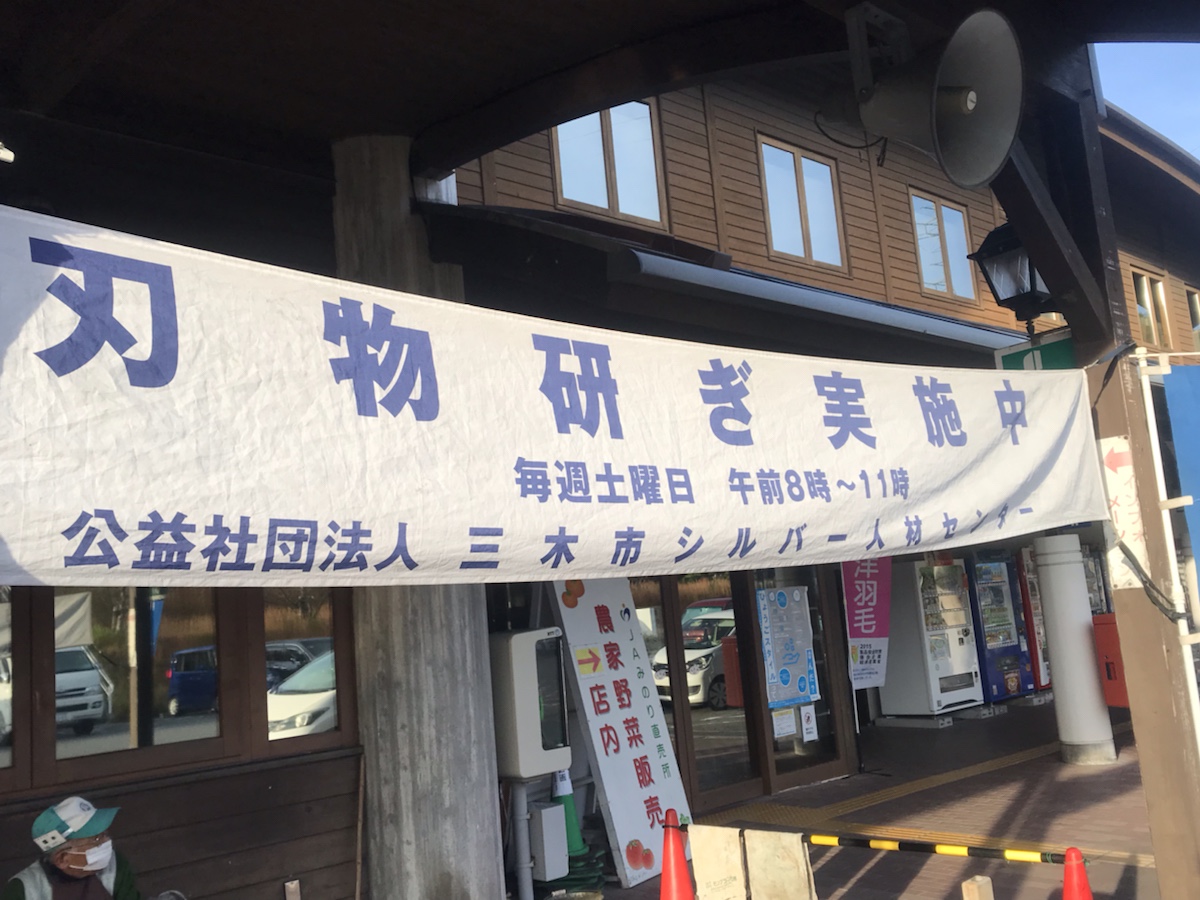 刃物研ぎ実施中
毎週土曜日 午前8時～11時
公益社団法人 三木市シルバー人材センター
JAみのり直売所
農家野菜販売
店内
洋羽毛